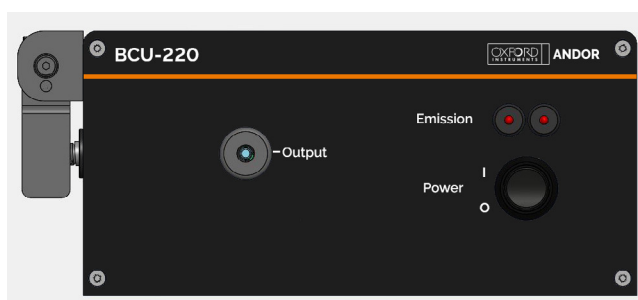 BCU-220
OXFORD
INSTRUMENTS
ANDOR
Emission
Output
I
Power
O